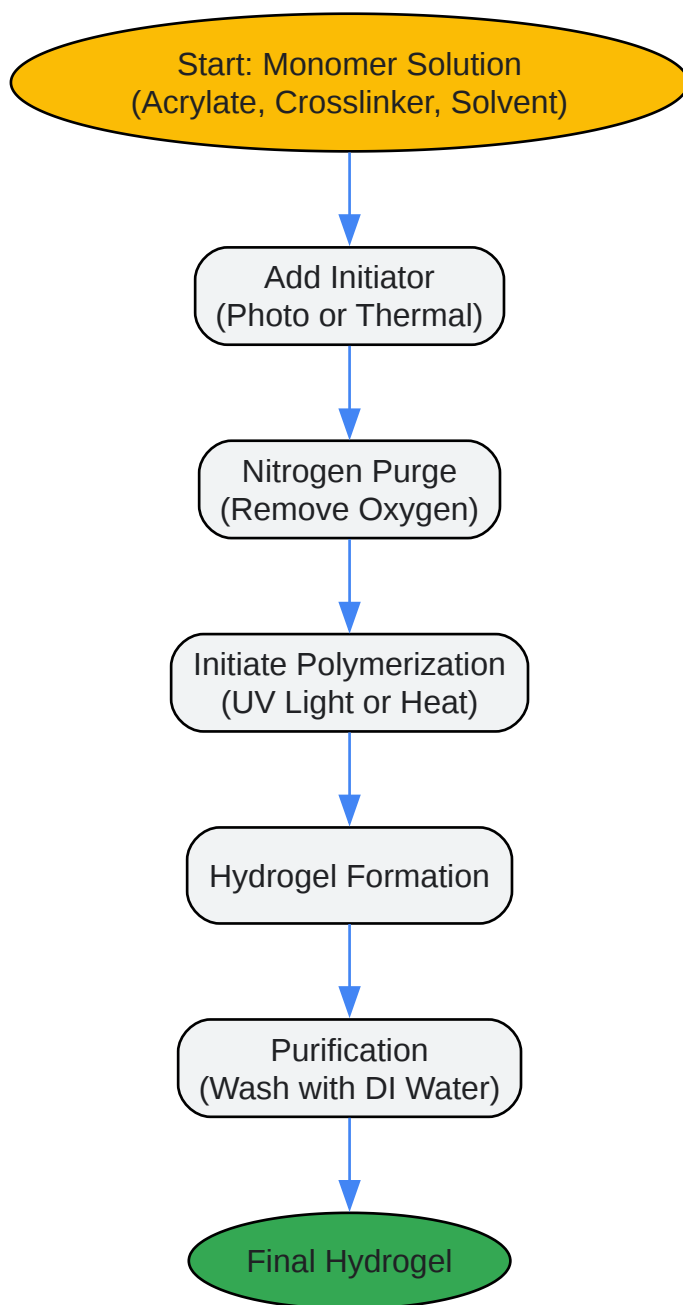 Start: Monomer Solution
(Acrylate, Crosslinker, Solvent)
Add Initiator
(Photo or Thermal)
Nitrogen Purge
(Remove Oxygen)
Initiate Polymerization
(UV Light or Heat)
Hydrogel Formation
Purification
(Wash with DI Water)
Final Hydrogel